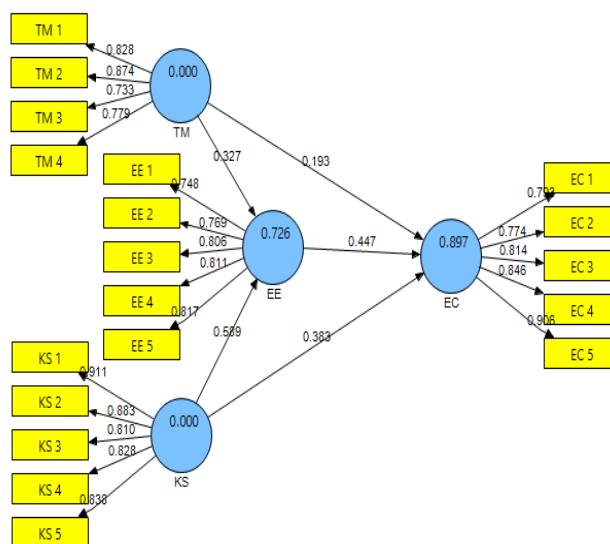 TM 1
0.828
TM 2
0.874
TM 3
0.733
TM 4
0.779
0.000
TM
0.327
0.193
EE 1
0.748
EE 2
0.769
EE 3
0.806
EE 4
0.811
EE 5
0.817
0.726
EE
0.447
0.589
0.383
0.897
EC
EC 1
0.793
EC 2
0.774
EC 3
0.814
EC 4
0.846
EC 5
0.906
KS 1
0.911
KS 2
0.883
KS 3
0.810
KS 4
0.828
KS 5
0.838
0.000
KS